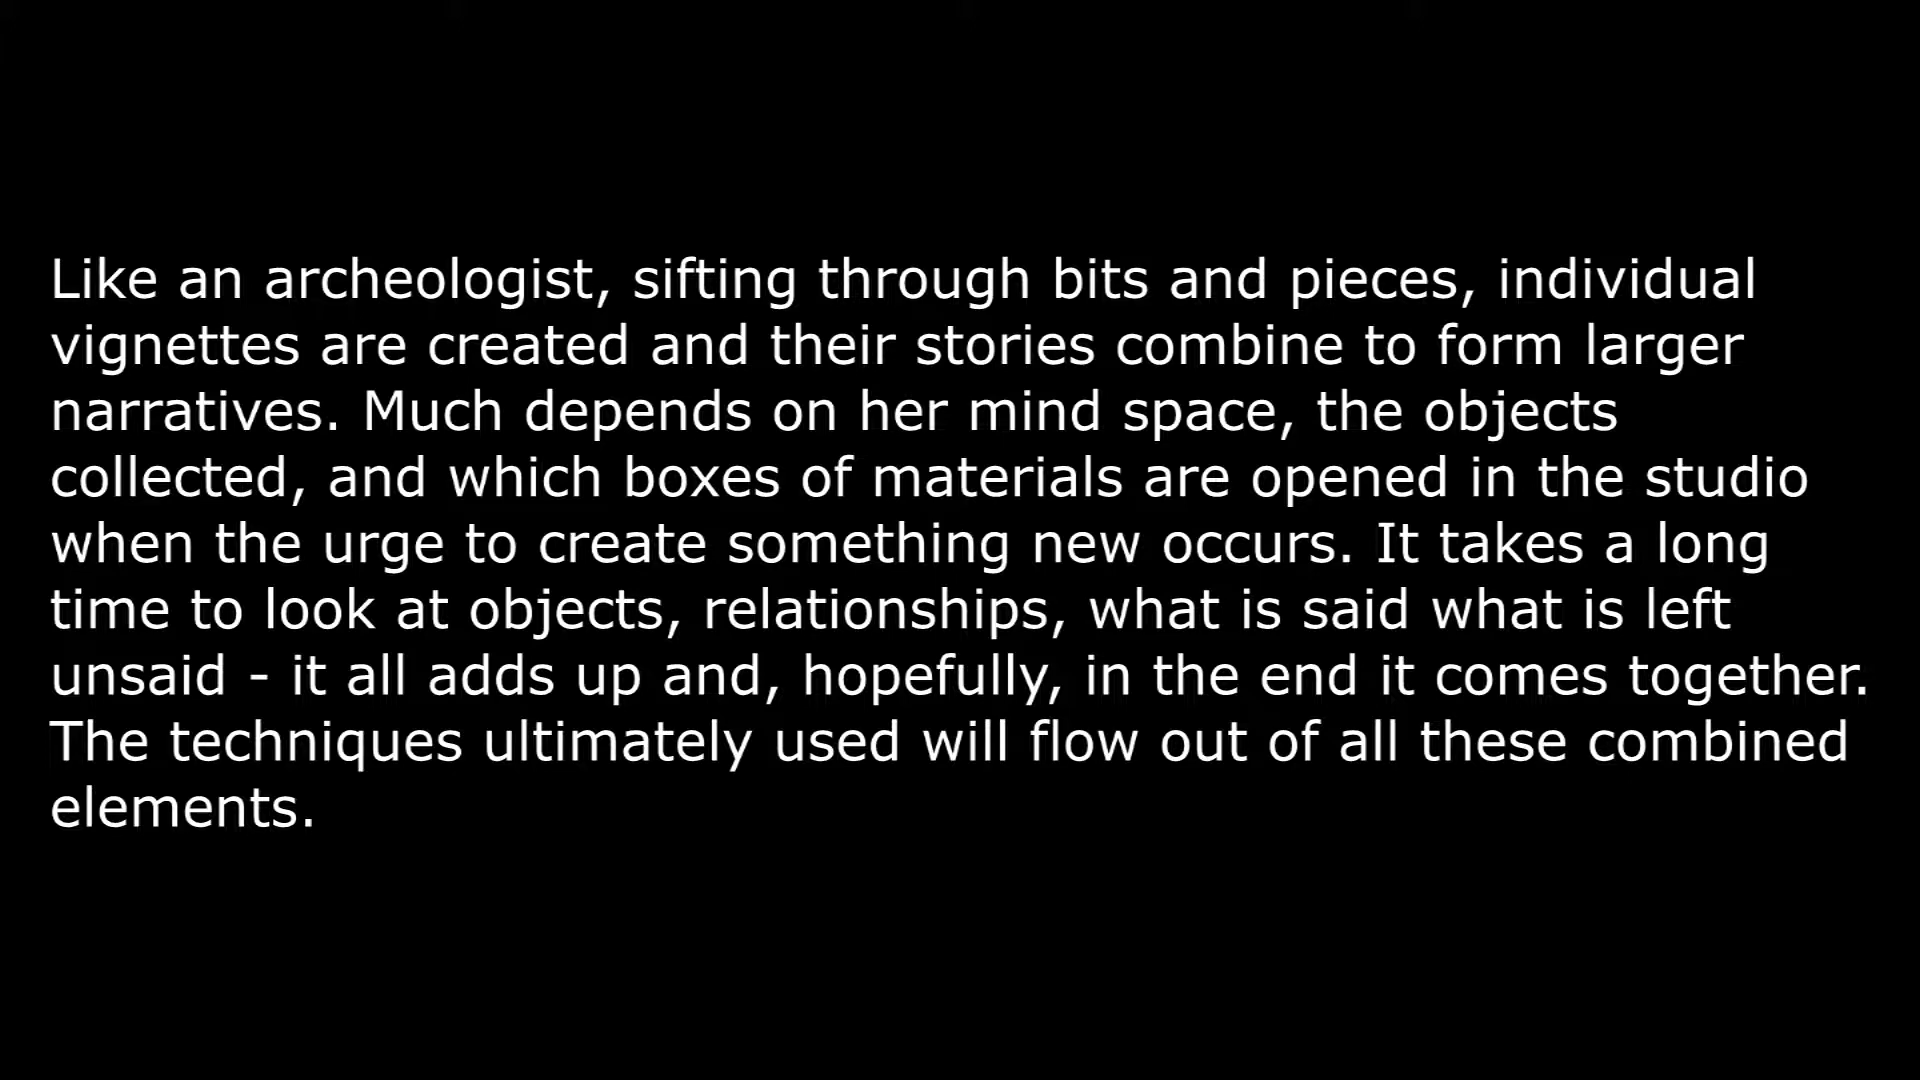 Like an archeologist, sifting through bits and pieces, individual
vignettes are created and their stories combine to form larger
narratives. Much depends on her mind space, the objects
collected, and which boxes of materials are opened in the studio
when the urge to create something new occurs. It takes a long
time to look at objects, relationships, what is said what is left
unsaid - it all adds up and, hopefully, in the end it comes together.
The techniques ultimately used will flow out of all these combined
elements.